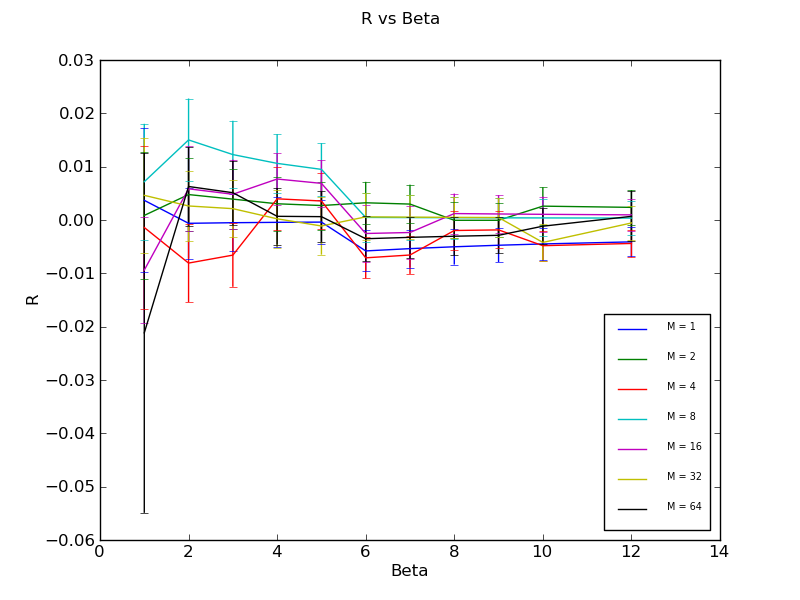 R vs Beta
0.03
0.02
0.01
0.00
−0.01
−0.02
−0.03
−0.04
−0.05
−0.06
R
0 2 4 6 8 10 12 14
Beta
M = 1
M = 2
M = 4
M = 8
M = 16
M = 32
M = 64